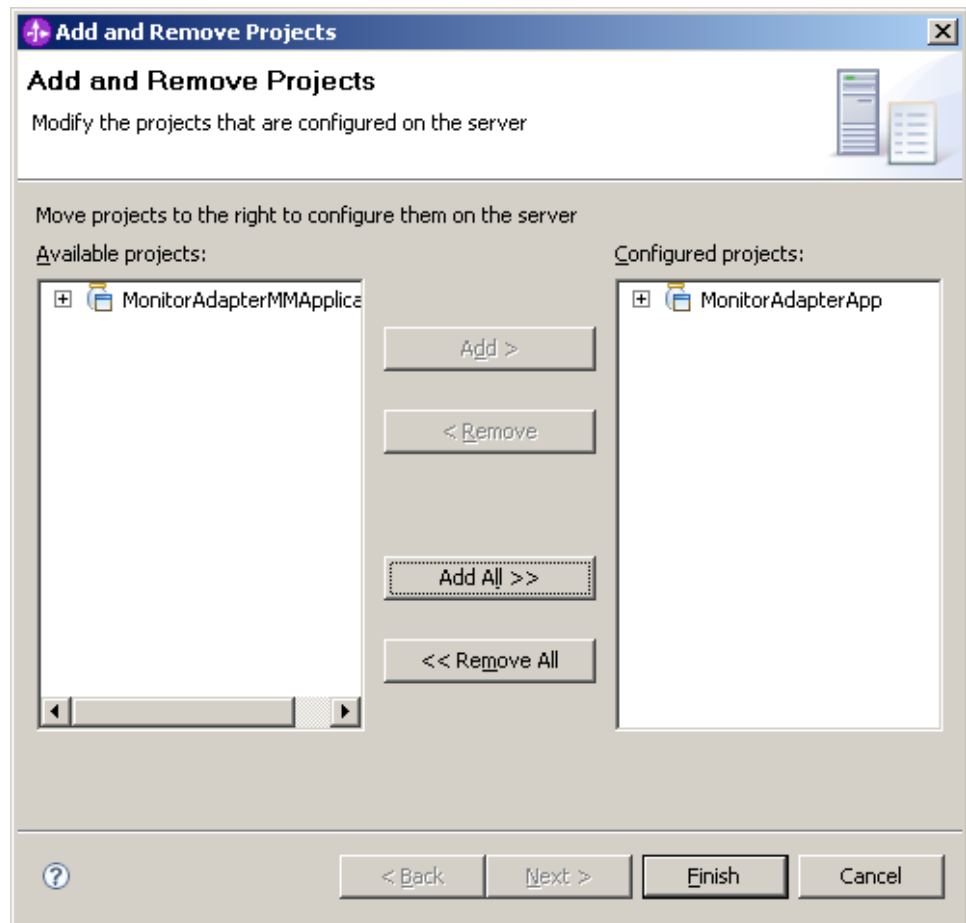 Add and Remove Projects
Add and Remove Projects
Modify the projects that are configured on the server
Move projects to the right to configure them on the server
Available projects:
Configured projects:
MonitorAdapterMMApplica
MonitorAdapterApp
Add >
< Remove
Add All >>
<< Remove All
< Back
Next >
Finish
Cancel